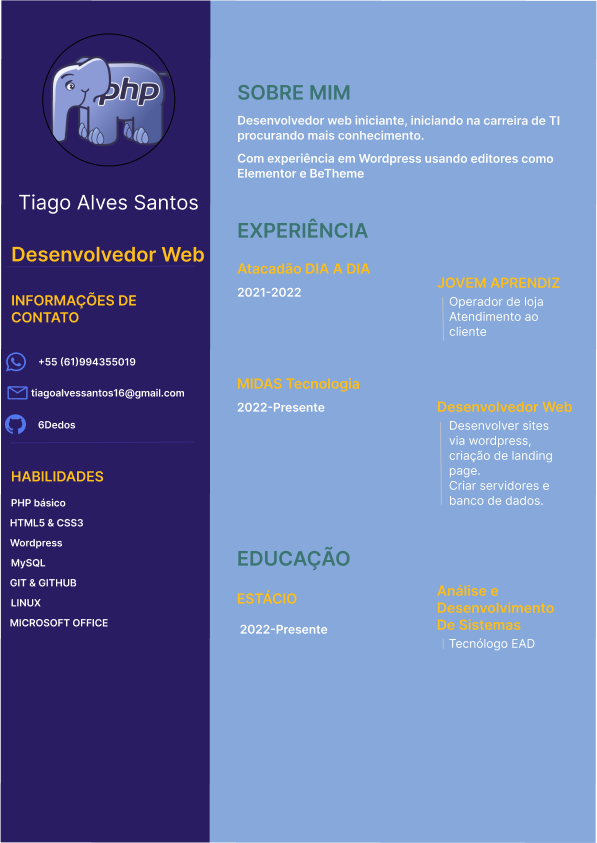 php
Tiago Alves Santos
Desenvolvedor Web
INFORMAÇÕES DE
CONTATO
+55 (61)994355019
tiagoalvessantos16@gmail.com
6Dedos
HABILIDADES
PHP básico
HTML5 & CSS3
Wordpress
MySQL
GIT & GITHUB
LINUX
MICROSOFT OFFICE
SOBRE MIM
Desenvolvedor web iniciante, iniciando na carreira de TI
procurando mais conhecimento.
Com experiência em Wordpress usando editores como
Elementor e BeTheme
EXPERIÊNCIA
Atacadão DIA A DIA
2021-2022
JOVEM APRENDIZ
Operador de loja
Atendimento ao
cliente
MIDAS Tecnologia
2022-Presente
Desenvolvedor Web
Desenvolver sites
via wordpress,
criação de landing
page.
Criar servidores e
banco de dados.
EDUCAÇÃO
ESTÁCIO
2022-Presente
Análise e
Desenvolvimento
De Sistemas
Tecnólogo EAD